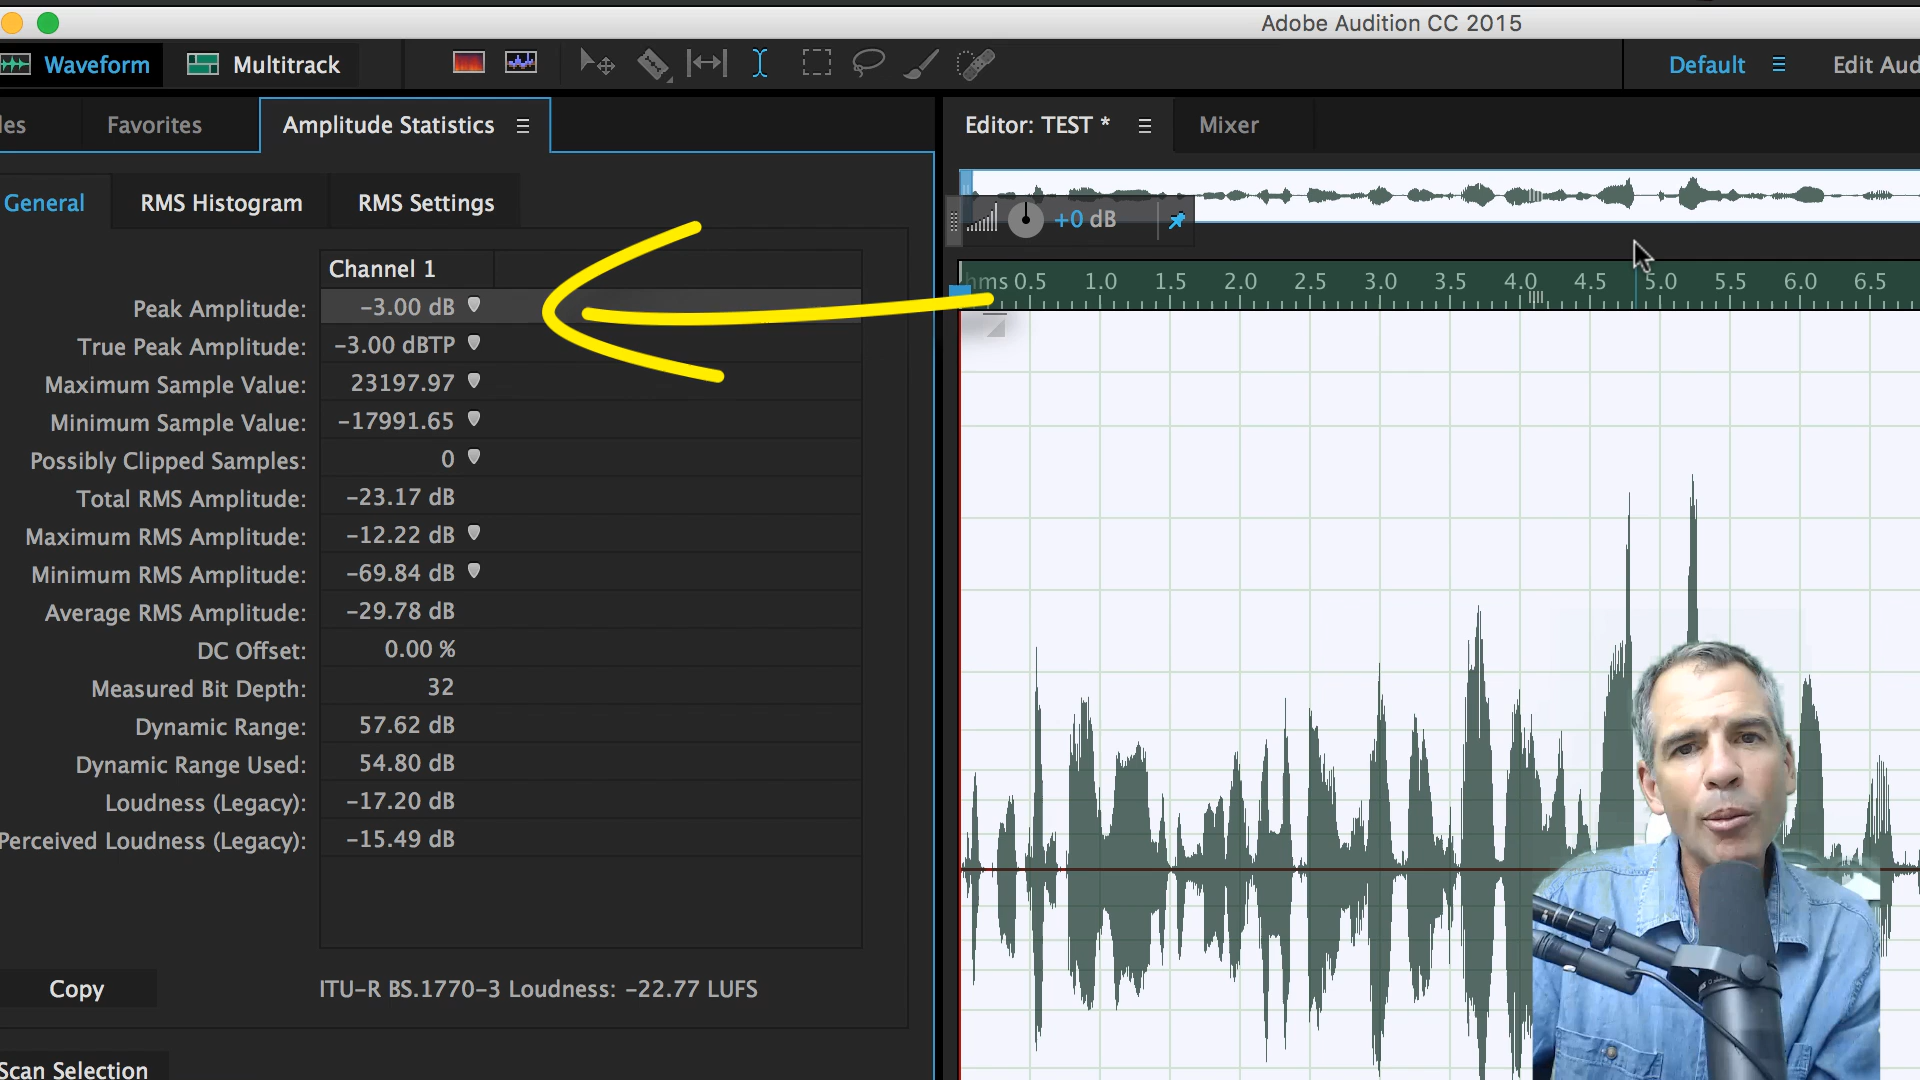 Adobe Audition CC 2015
Waveform
Multitrack
Default
Edit Aud
les
Favorites
Amplitude Statistics
Editor: TEST *
Mixer
General
RMS Histogram
RMS Settings
+0 dB
hms 0.5 1.0 1.5 2.0 2.5 3.0 3.5 4.0 4.5 5.0 5.5 6.0 6.5
Channel 1
Peak Amplitude: -3.00 dB
True Peak Amplitude: -3.00 dBTP
Maximum Sample Value: 23197.97
Minimum Sample Value: -17991.65
Possibly Clipped Samples: 0
Total RMS Amplitude: -23.17 dB
Maximum RMS Amplitude: -12.22 dB
Minimum RMS Amplitude: -69.84 dB
Average RMS Amplitude: -29.78 dB
DC Offset: 0.00 %
Measured Bit Depth: 32
Dynamic Range: 57.62 dB
Dynamic Range Used: 54.80 dB
Loudness (Legacy): -17.20 dB
Perceived Loudness (Legacy): -15.49 dB
Copy
ITU-R BS.1770-3 Loudness: -22.77 LUFS
Scan Selection